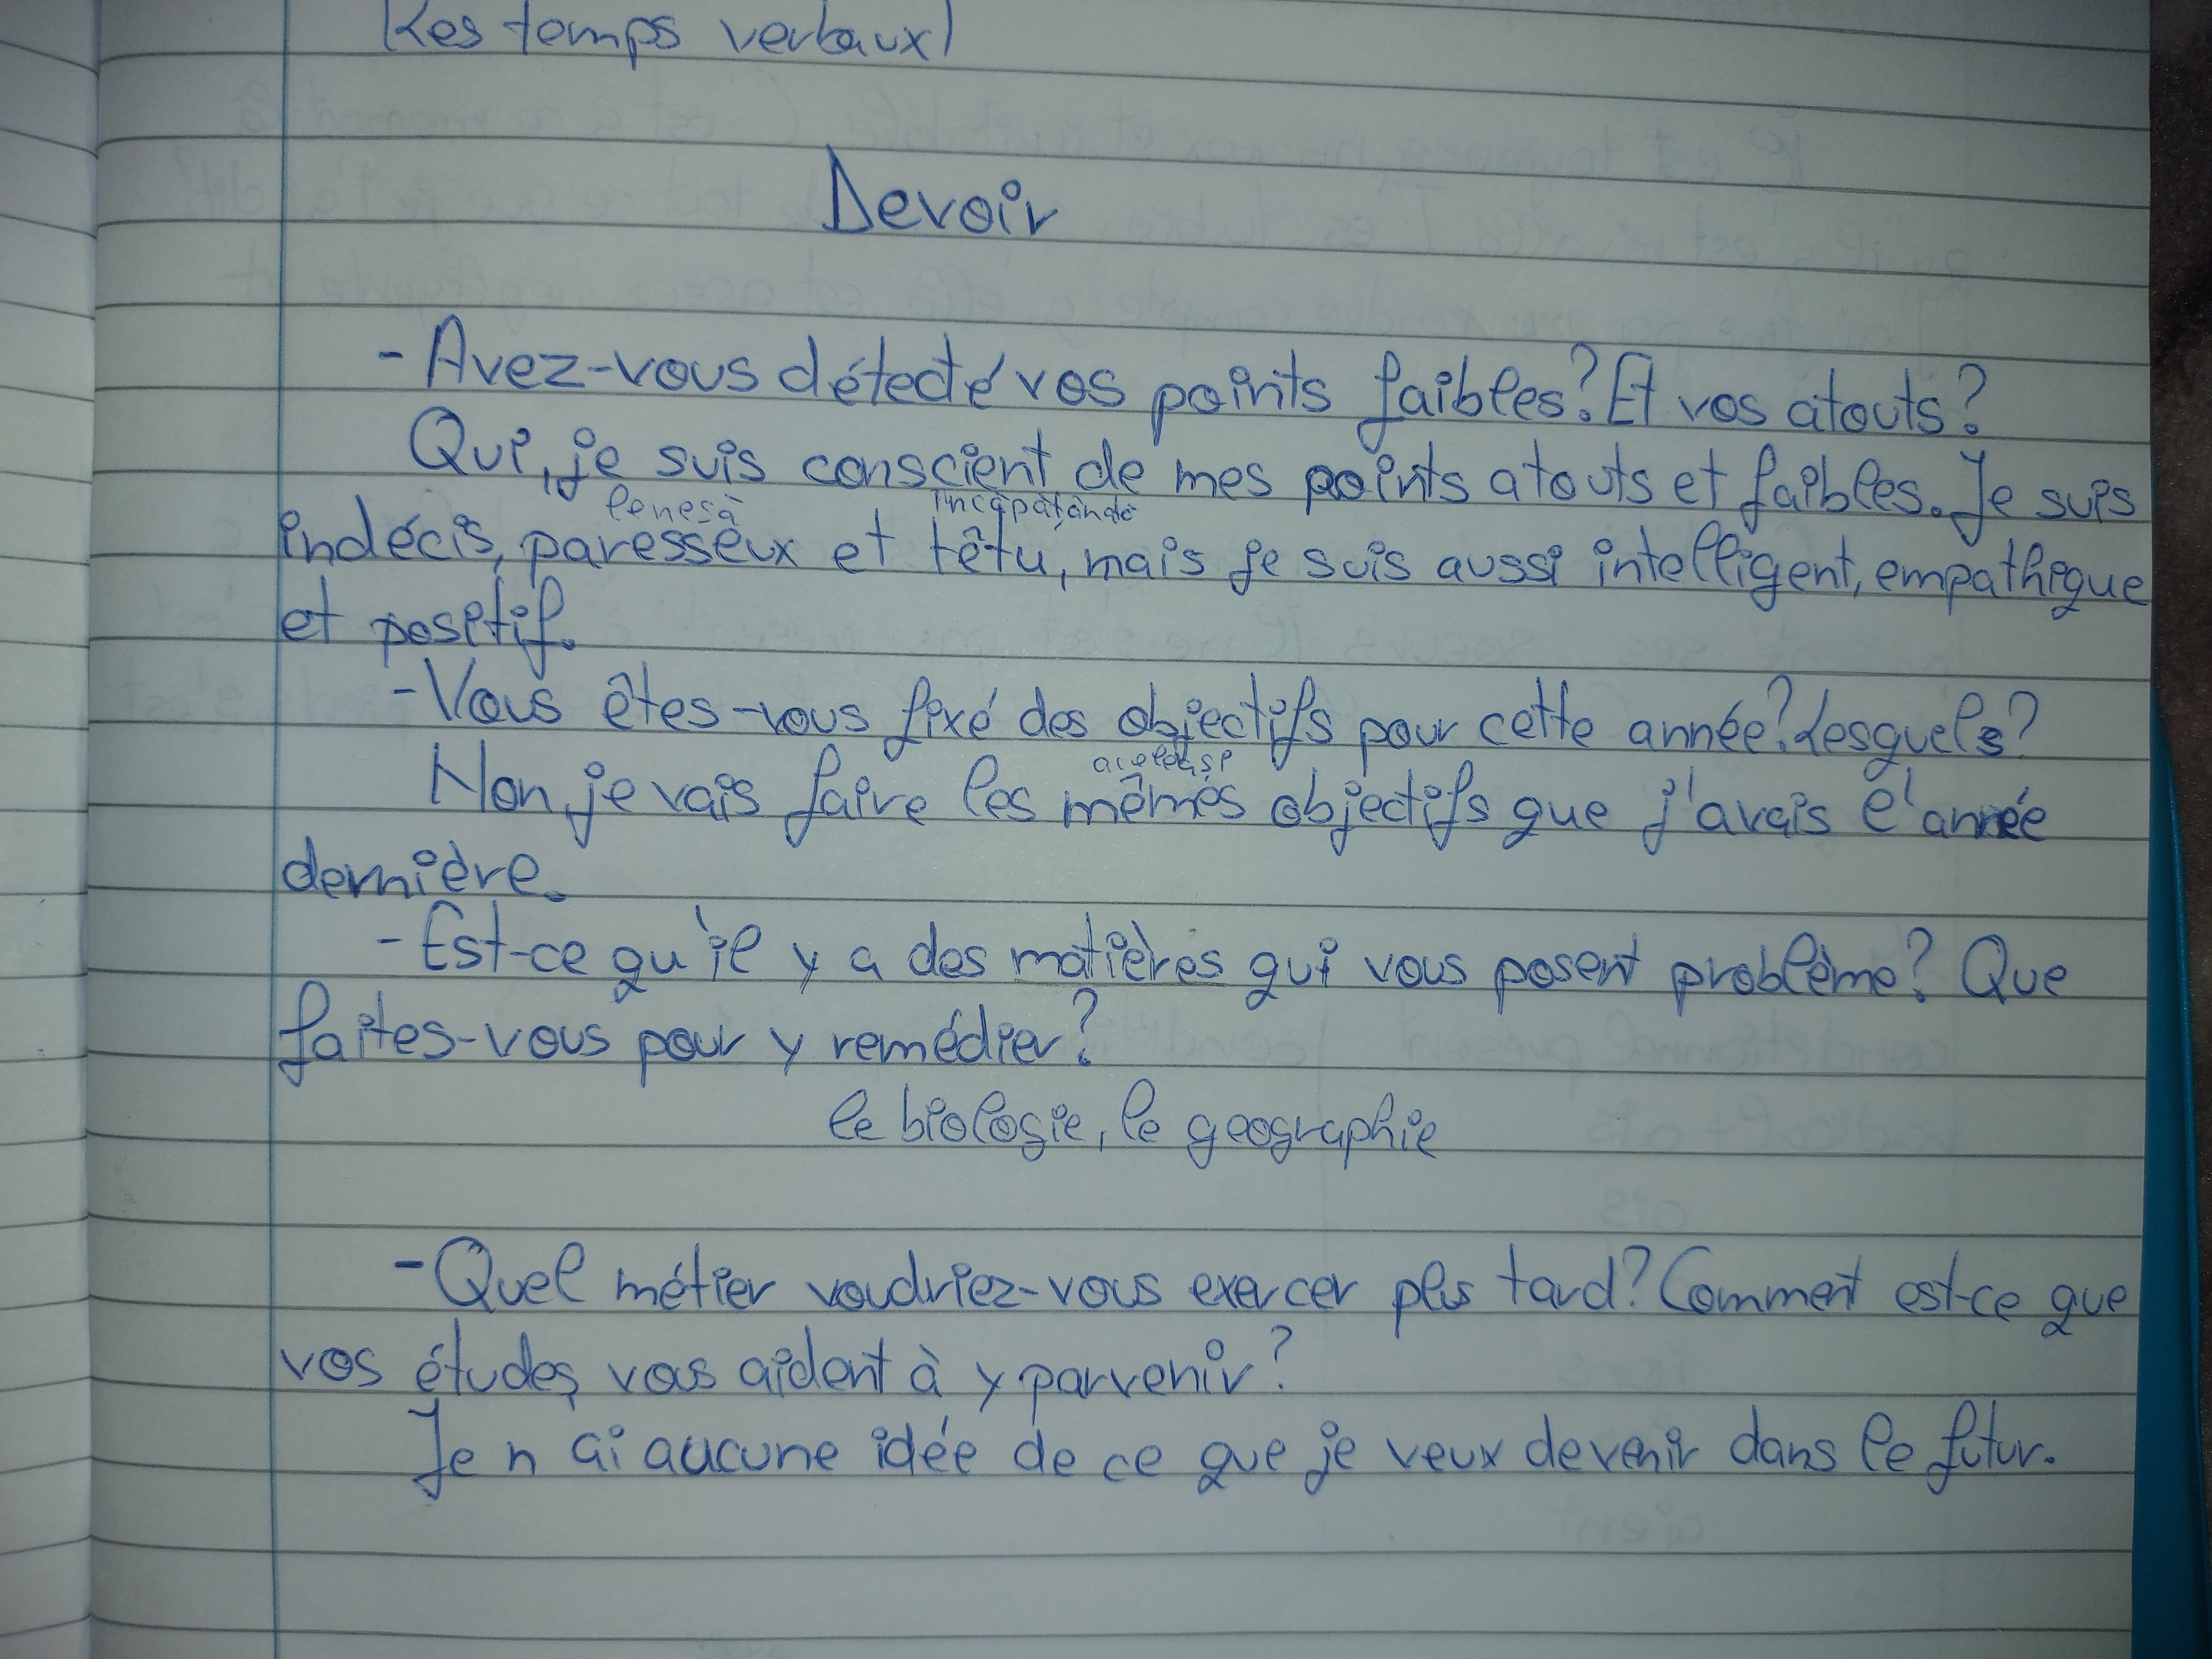 (Les temps verbaux)
Devoir
- Avez-vous détecté vos points faibles? Et vos atouts?
Oui, je suis conscient de mes points atouts et faibles. Je suis
leneșă
încăpățânată
indécis, paresseux et têtu, mais je suis aussi intelligent, empathique
et positif.
- Vous êtes-vous fixé des objectifs pour cette année? Lesquels?
aceleași
Non, je vais faire les mêmes objectifs que j'avais l'année
dernière.
- Est-ce qu'il y a des matières qui vous posent problème? Que
faites-vous pour y remédier?
le biologie, le geographie
- Quel métier voudriez-vous exercer plus tard? Comment est-ce que
vos études vous aident à y parvenir?
Je n'ai aucune idée de ce que je veux devenir dans le futur.